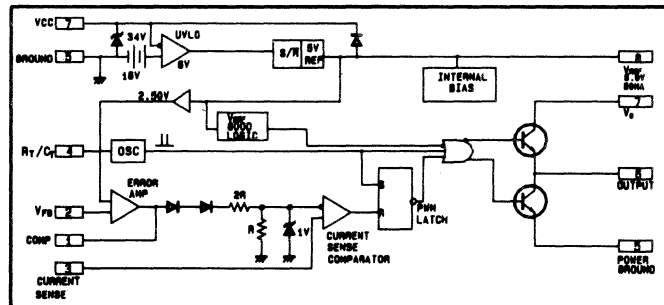 VCC 7
UVLO
34V
S/R
5V
REF
GROUND 5
16V
6V
INTERNAL
BIAS
8
VREF
5.0V
50MA
2.50V
7
Vc
VREF
GOOD
LOGIC
RT/CT 4
OSC
6
OUTPUT
ERROR
AMP
S
2R
PWM
LATCH
VFB 2
R
1V
R
COMP 1
CURRENT
SENSE
COMPARATOR
5
POWER
GROUND
3
CURRENT
SENSE